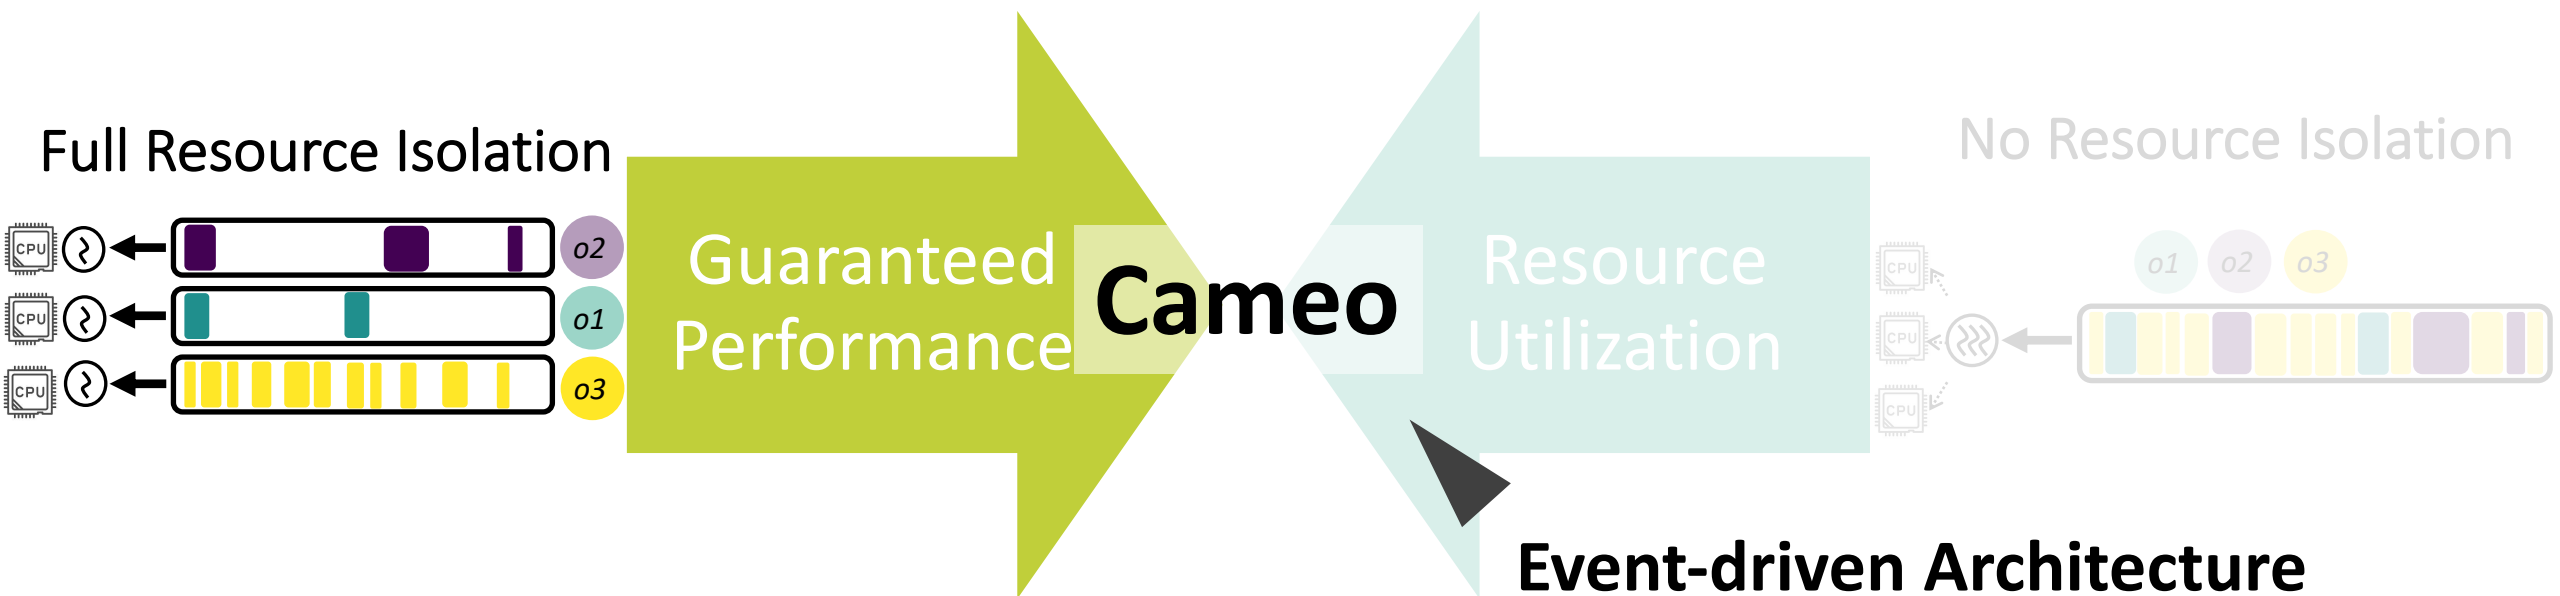 Full Resource Isolation
CPU
o2
CPU
o1
CPU
o3
Guaranteed
Performance
Cameo
Resource
Utilization
No Resource Isolation
CPU
CPU
CPU
o1 o2 o3
Event-driven Architecture